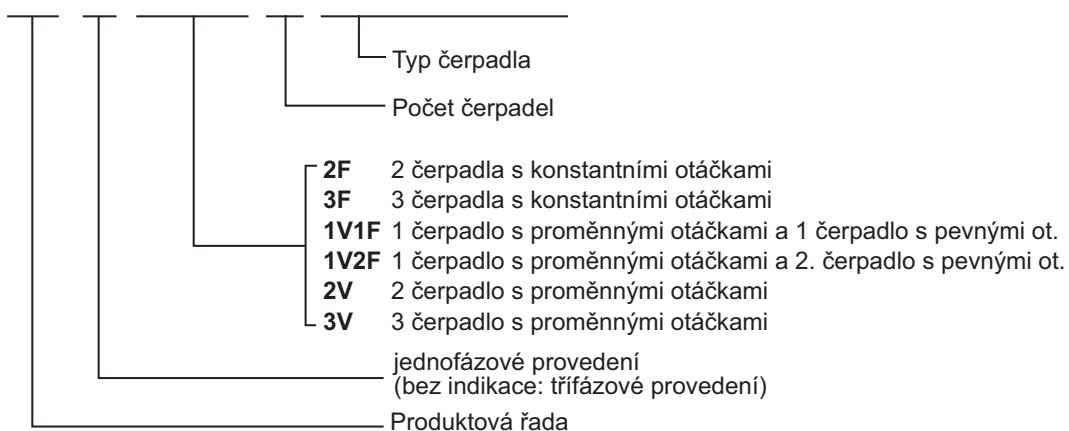 Typ čerpadla
Počet čerpadel
2F 2 čerpadla s konstantními otáčkami
3F 3 čerpadla s konstantními otáčkami
1V1F 1 čerpadlo s proměnnými otáčkami a 1 čerpadlo s pevnými ot.
1V2F 1 čerpadlo s proměnnými otáčkami a 2. čerpadlo s pevnými ot.
2V 2 čerpadlo s proměnnými otáčkami
3V 3 čerpadlo s proměnnými otáčkami
jednofázové provedení
(bez indikace: třífázové provedení)
Produktová řada